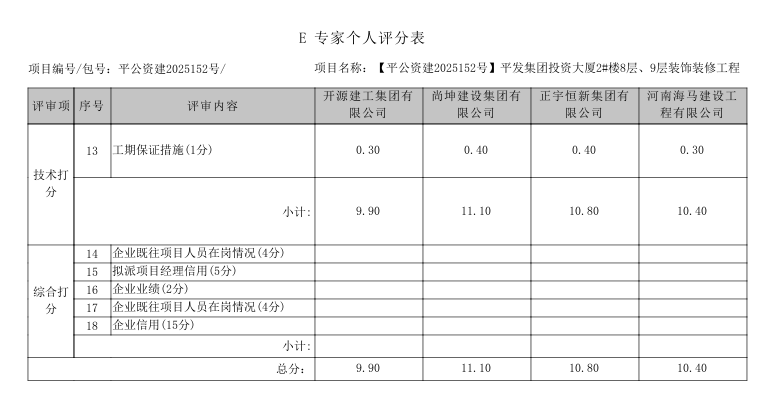 E 专家个人评分表
项目编号/包号: 平公资建2025152号/ 项目名称: 【平公资建2025152号】平发集团投资大厦2#楼8层、9层装饰装修工程
评审项 序号 评审内容 开源建工集团有限公司 尚坤建设集团有限公司 正宇恒新集团有限公司 河南海马建设工程有限公司
技术打分 13 工期保证措施(1分) 0.30 0.40 0.40 0.30
小计: 9.90 11.10 10.80 10.40
综合打分 14 企业既往项目人员在岗情况(4分)
15 拟派项目经理信用(5分)
16 企业业绩(2分)
17 企业既往项目人员在岗情况(4分)
18 企业信用(15分)
小计:
总分: 9.90 11.10 10.80 10.40